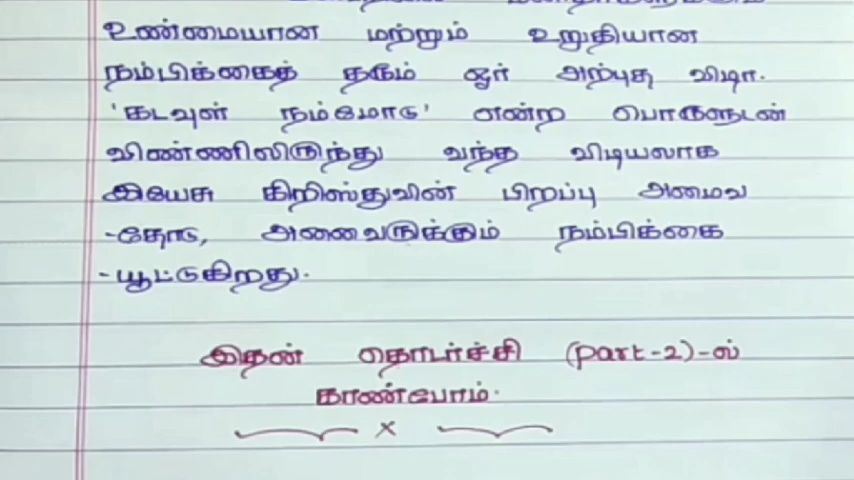 உண்மையான மற்றும் உறுதியான
நம்பிக்கைத் தரும் ஓர் அற்புத விழா.
'கடவுள் நம்மோடு' என்ற பொருளுடன்
விண்ணிலிருந்து வந்த விடியலாக
இயேசு கிறிஸ்துவின் பிறப்பு அமைவ
-தோடு, அனைவருக்கும் நம்பிக்கை
-யூட்டுகிறது.
இதன் தொடர்ச்சி (Part-2)-ல்
காண்போம்.